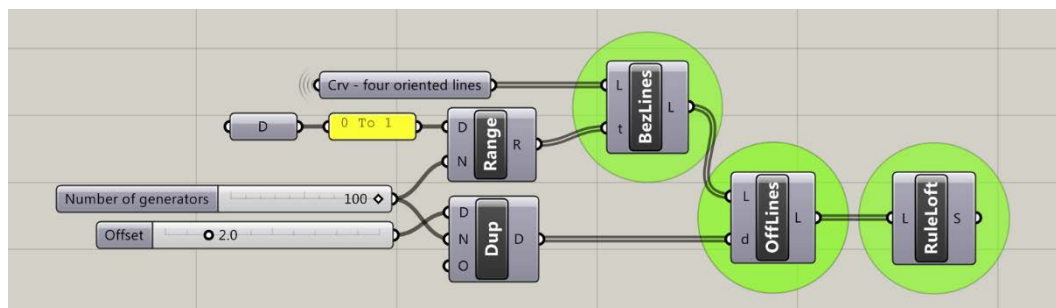 Crv - four oriented lines
L
t
BezLines
L
D
0 To 1
D
N
Range
R
Number of generators
100
Offset
2.0
D
N
O
Dup
D
L
d
OffLines
L
L
RuleLoft
S